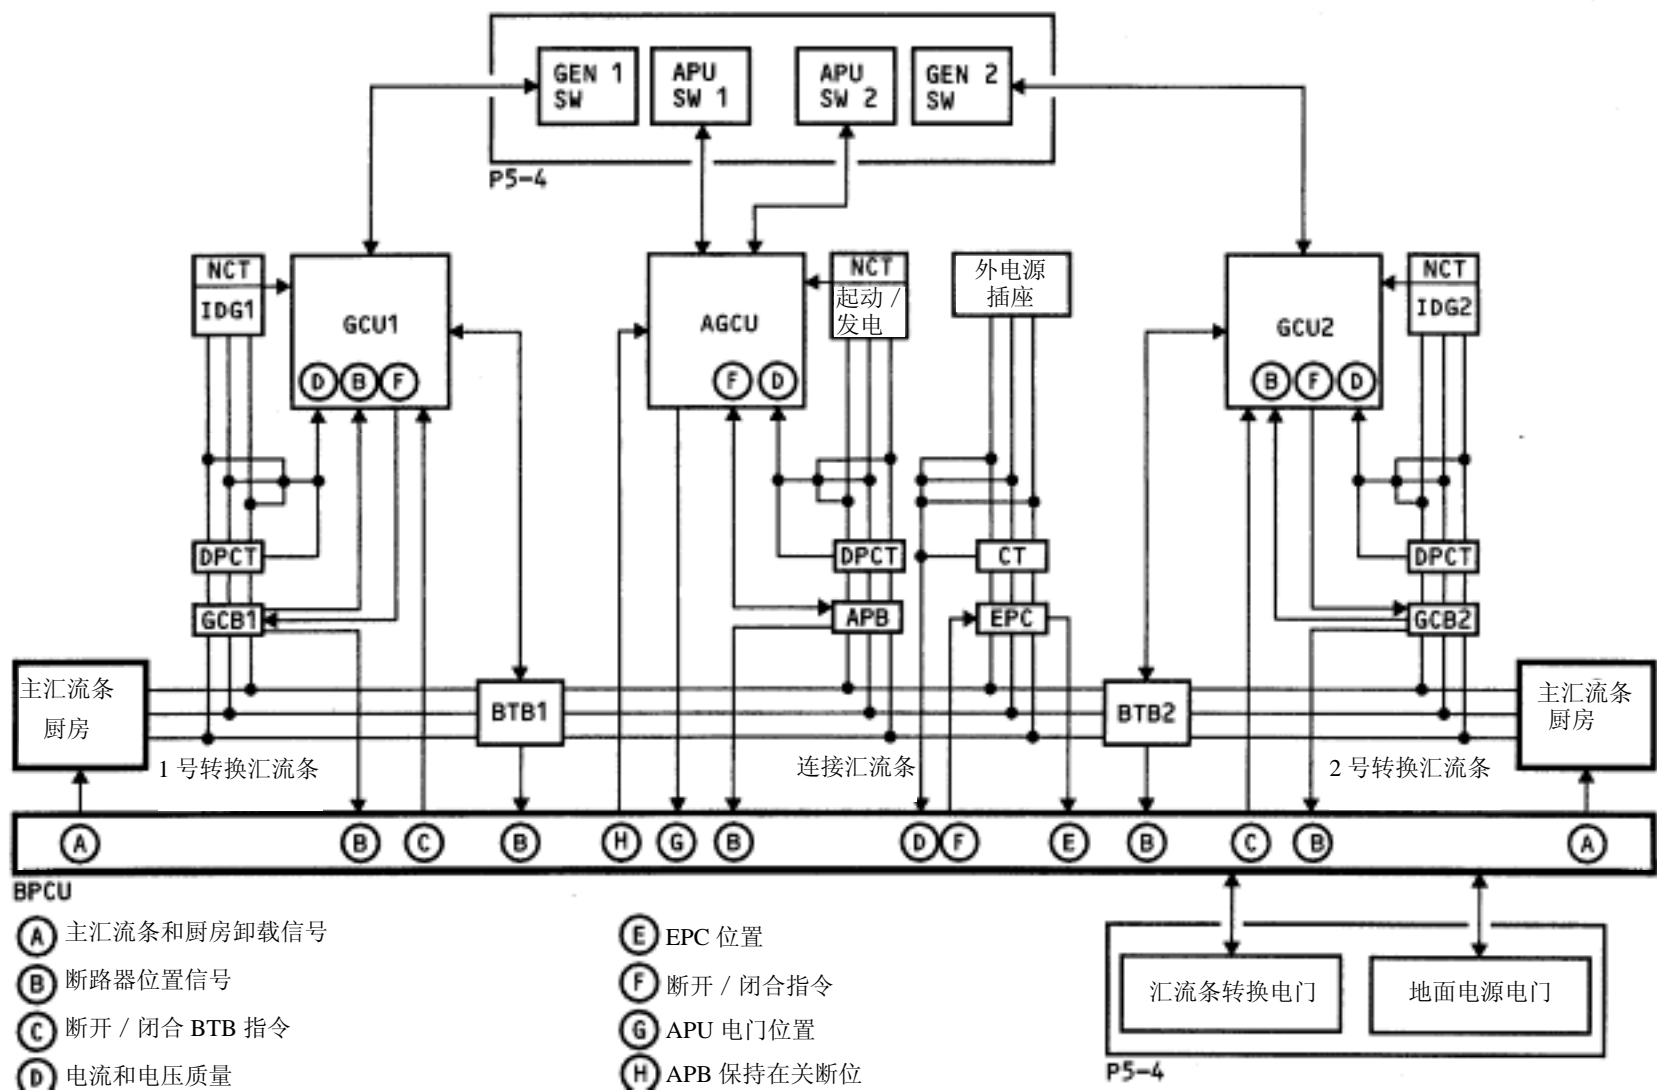 GEN 1
SW
APU
SW 1
APU
SW 2
GEN 2
SW
P5-4
NCT
IDG1
GCU1
D B F
AGCU
F D
NCT
起动/
发电
外电源
插座
GCU2
B F D
NCT
IDG2
DPCT
GCB1
DPCT
APB
CT
EPC
DPCT
GCB2
主汇流条
厨房
BTB1
BTB2
主汇流条
厨房
1号转换汇流条
连接汇流条
2号转换汇流条
A B C B H G B D F E B C B A
BPCU
A 主汇流条和厨房卸载信号
B 断路器位置信号
C 断开/闭合 BTB 指令
D 电流和电压质量
E EPC 位置
F 断开/闭合指令
G APU 电门位置
H APB 保持在关断位
汇流条转换电门
地面电源电门
P5-4